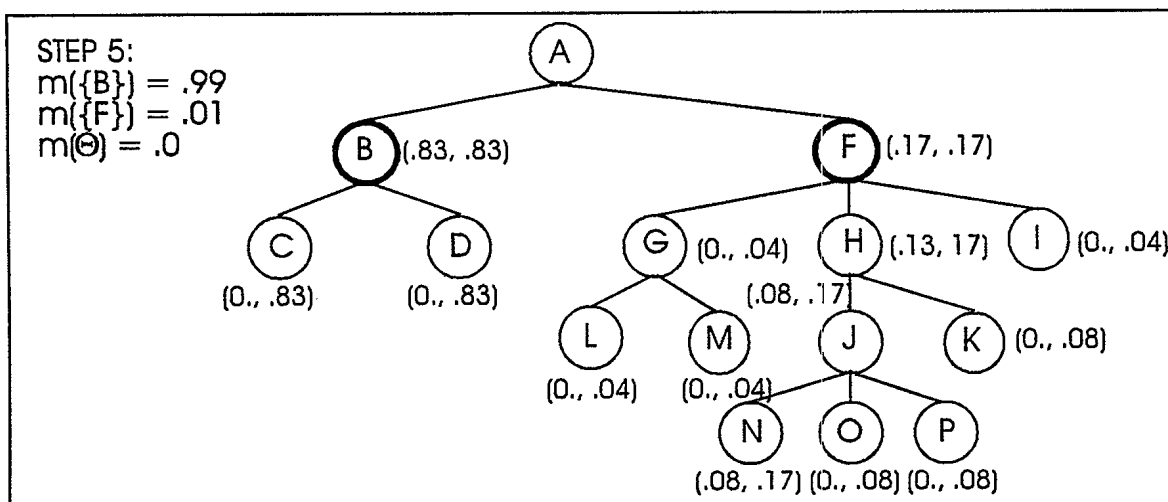 STEP 5:
m({B}) = .99
m({F}) = .01
m(Θ) = .0
A
B (.83, .83)
F (.17, .17)
C
D
G (0., .04)
H (.13, 17)
I (0., .04)
(0., .83)
(0., .83)
(.08, .17)
L
M
J
K (0., .08)
(0., .04)
(0., .04)
N
O
P
(.08, .17) (0., .08) (0., .08)